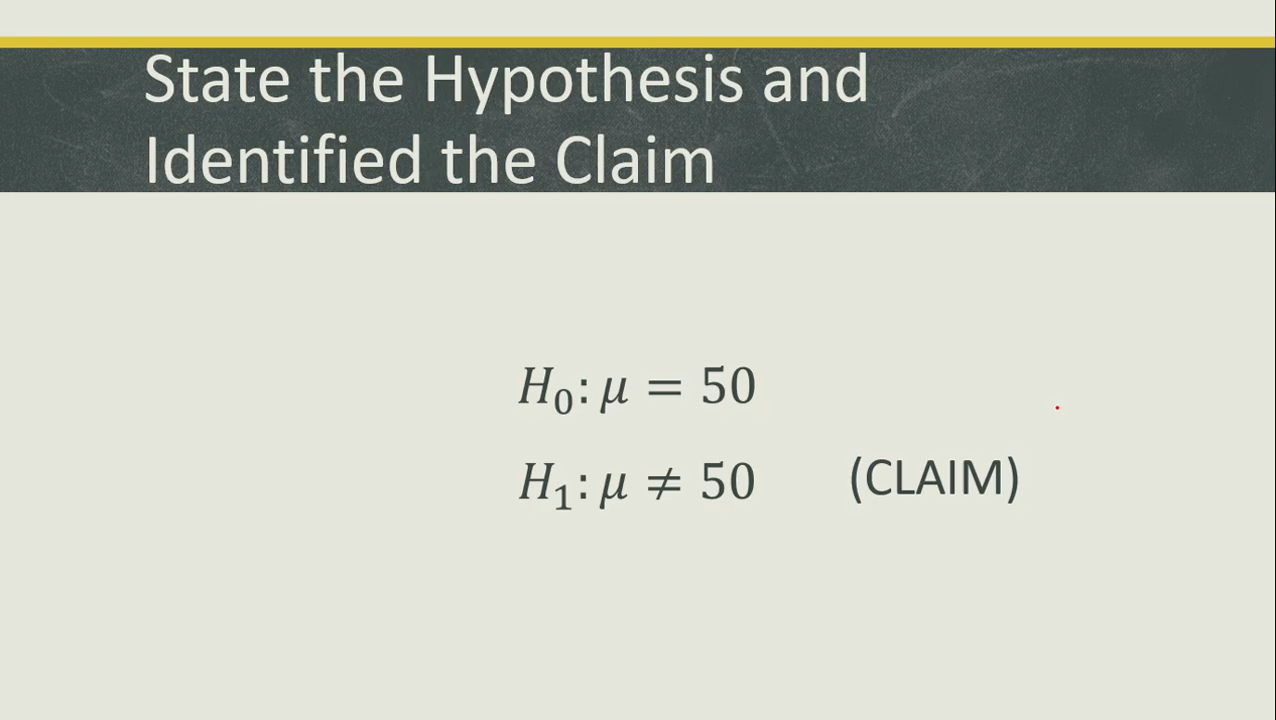 State the Hypothesis and
Identified the Claim
H₀: μ = 50
H₁: μ ≠ 50 (CLAIM)